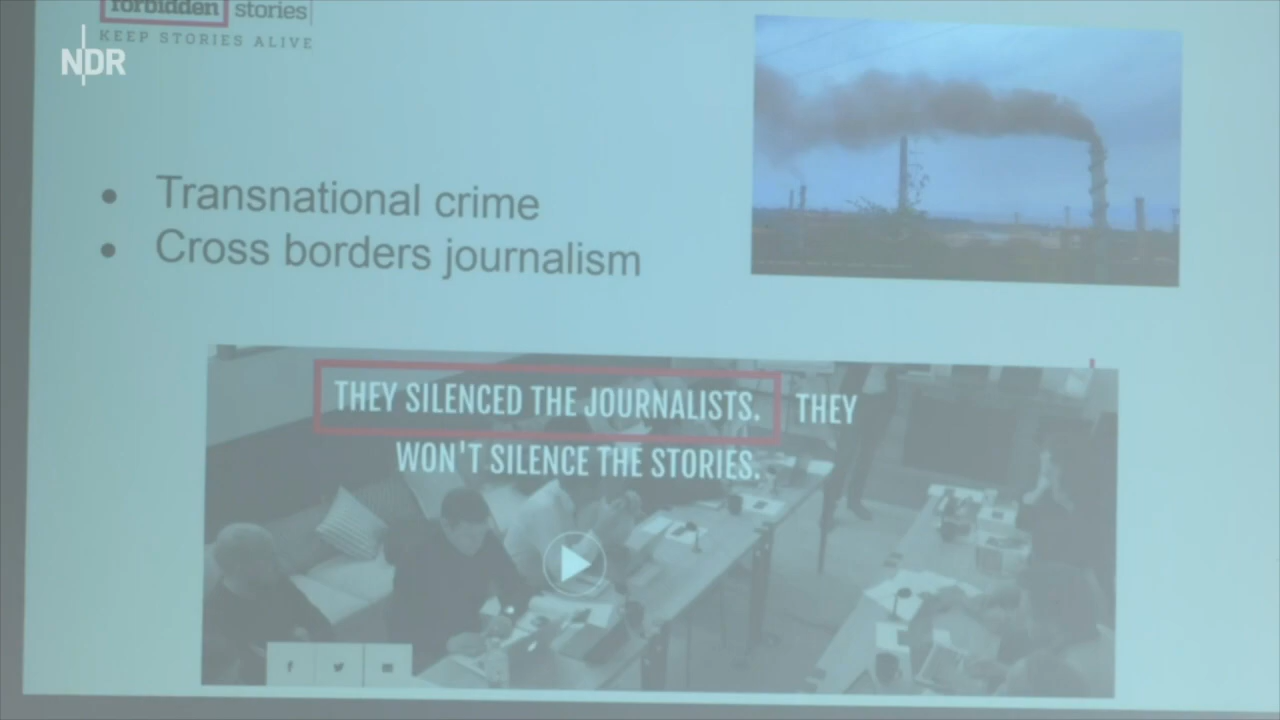 forbidden stories
KEEP STORIES ALIVE
NDR
• Transnational crime
• Cross borders journalism
THEY SILENCED THE JOURNALISTS. THEY
WON'T SILENCE THE STORIES.
f